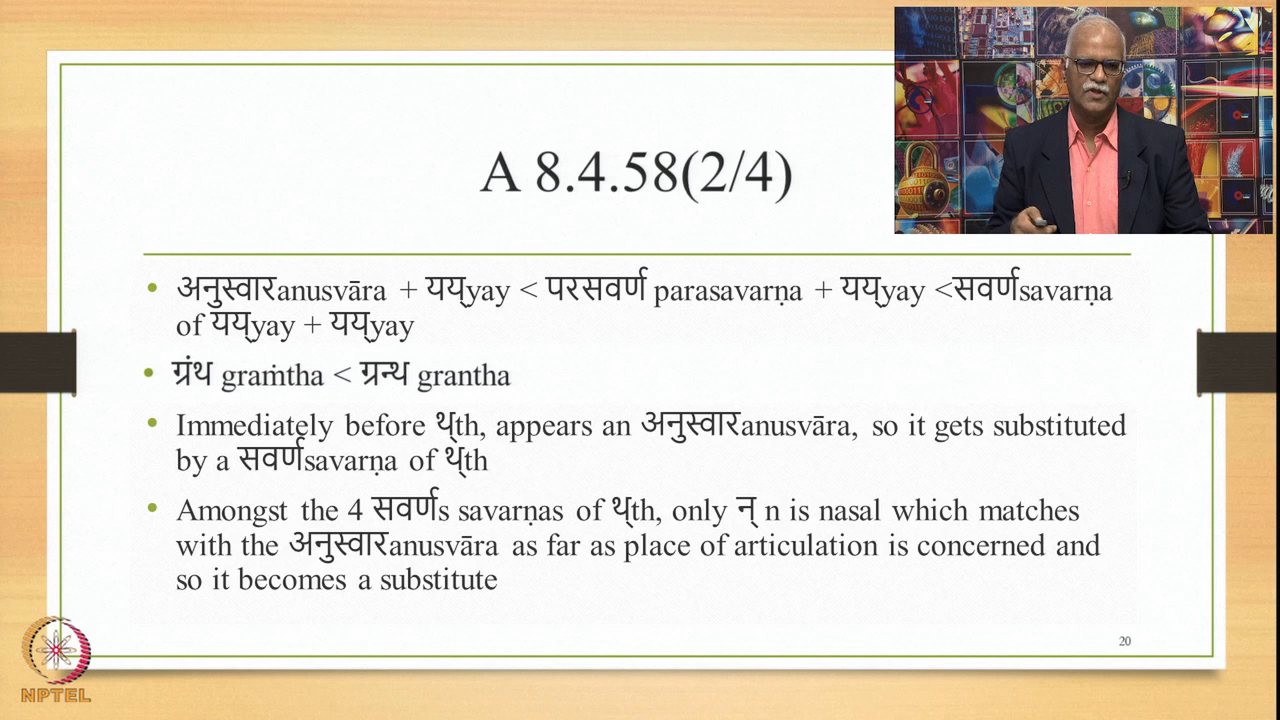 A 8.4.58(2/4)
• अनुस्वारanusvāra + यय्yay < परसवर्ण parasavarṇa + यय्yay <सवर्णsavarṇa
of यय्yay + यय्yay
• ग्रंथ graṁtha < ग्रन्थ grantha
• Immediately before थ्th, appears an अनुस्वारanusvāra, so it gets substituted
by a सवर्णsavarṇa of थ्th
• Amongst the 4 सवर्णs savarṇas of थ्th, only न् n is nasal which matches
with the अनुस्वारanusvāra as far as place of articulation is concerned and
so it becomes a substitute
20
NPTEL